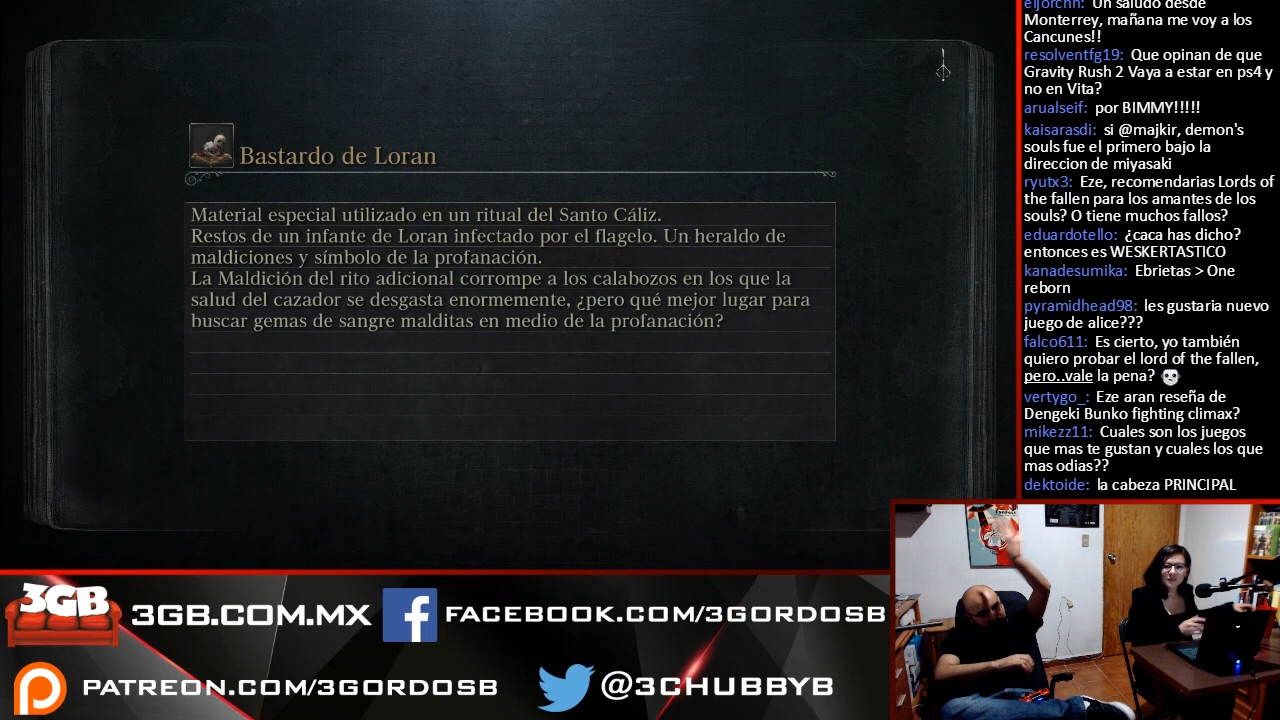 Bastardo de Loran
Material especial utilizado en un ritual del Santo Cáliz.
Restos de un infante de Loran infectado por el flagelo. Un heraldo de
maldiciones y símbolo de la profanación.
La Maldición del rito adicional corrompe a los calabozos en los que la
salud del cazador se desgasta enormemente, ¿pero qué mejor lugar para
buscar gemas de sangre malditas en medio de la profanación?
eljorchh: Un saludo desde
Monterrey, mañana me voy a los
Cancunes!!
resolventfg19: Que opinan de que
Gravity Rush 2 Vaya a estar en ps4 y
no en Vita?
arualseif: por BIMMY!!!!!
kaisarasdi: si @majkir, demon's
souls fue el primero bajo la
direccion de miyasaki
ryutx3: Eze, recomendarias Lords of
the fallen para los amantes de los
souls? O tiene muchos fallos?
eduardotello: ¿caca has dicho?
entonces es WESKERTASTICO
kanadesumika: Ebrietas > One
reborn
pyramidhead98: les gustaria nuevo
juego de alice???
falco611: Es cierto, yo también
quiero probar el lord of the fallen,
pero..vale la pena?
vertygo_: Eze aran reseña de
Dengeki Bunko fighting climax?
mikezz11: Cuales son los juegos
que mas te gustan y cuales los que
mas odias??
dektoide: la cabeza PRINCIPAL
3GB
3GB.COM.MX
f
FACEBOOK.COM/3GORDOSB
PATREON.COM/3GORDOSB
@3CHUBBYB